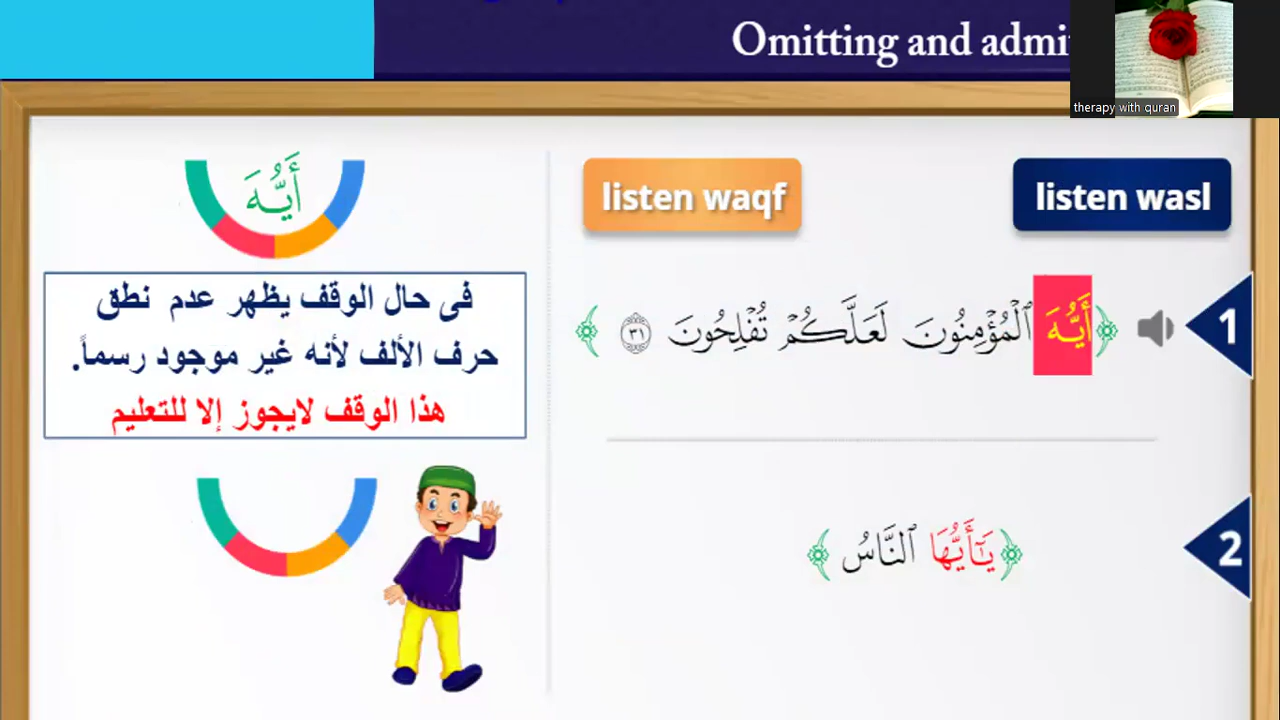 Omitting and admi
therapy with quran
listen waqf
listen wasl
أَيُّهَ
فى حال الوقف يظهر عدم نطق
حرف الألف لأنه غير موجود رسماً.
هذا الوقف لايجوز إلا للتعليم
1
﴿أَيُّهَ ٱلْمُؤْمِنُونَ لَعَلَّكُمْ تُفْلِحُونَ ٣١﴾
2
﴿يَـٰٓأَيُّهَا ٱلنَّاسُ﴾